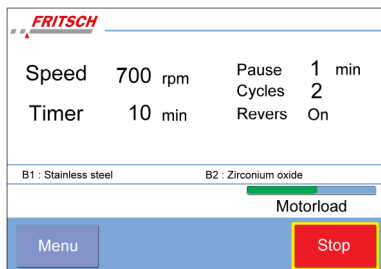 FRITSCH
Speed 700 rpm
Timer 10 min
Pause 1 min
Cycles 2
Revers On
B1 : Stainless steel
B2 : Zirconium oxide
Motorload
Menu
Stop